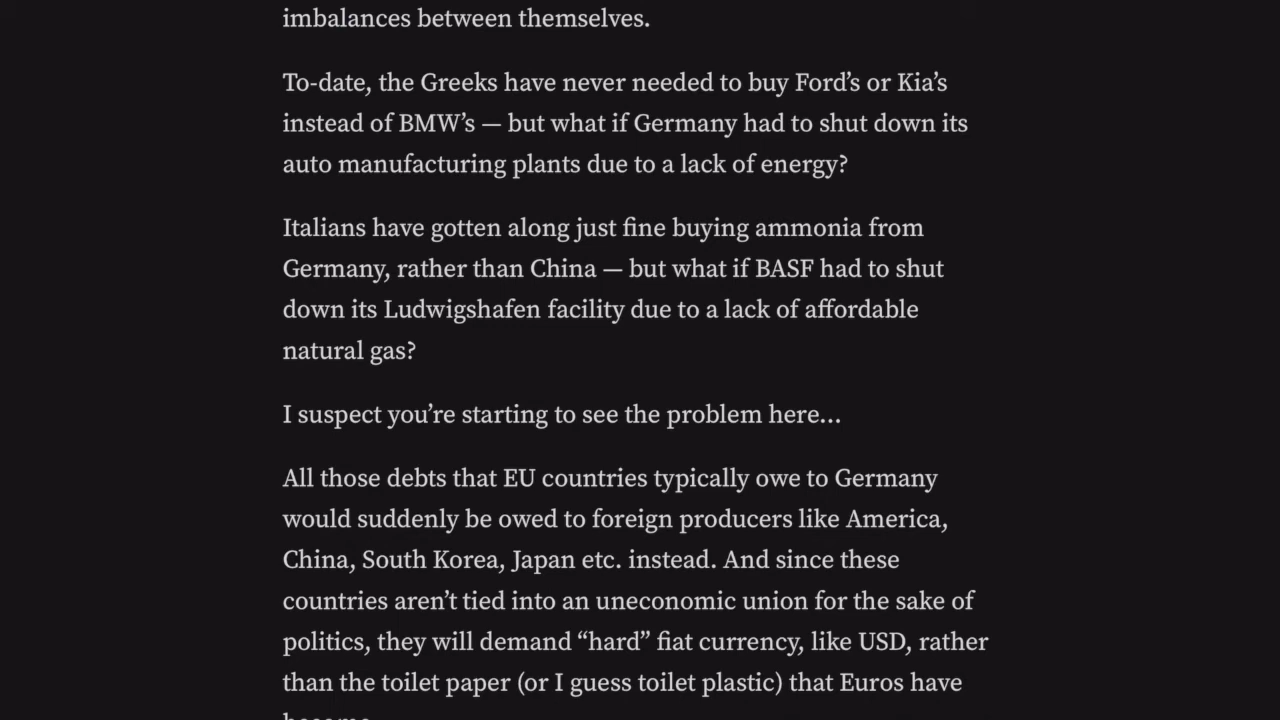 imbalances between themselves.
To-date, the Greeks have never needed to buy Ford’s or Kia’s
instead of BMW’s — but what if Germany had to shut down its
auto manufacturing plants due to a lack of energy?
Italians have gotten along just fine buying ammonia from
Germany, rather than China — but what if BASF had to shut
down its Ludwigshafen facility due to a lack of affordable
natural gas?
I suspect you’re starting to see the problem here…
All those debts that EU countries typically owe to Germany
would suddenly be owed to foreign producers like America,
China, South Korea, Japan etc. instead. And since these
countries aren’t tied into an uneconomic union for the sake of
politics, they will demand “hard” fiat currency, like USD, rather
than the toilet paper (or I guess toilet plastic) that Euros have